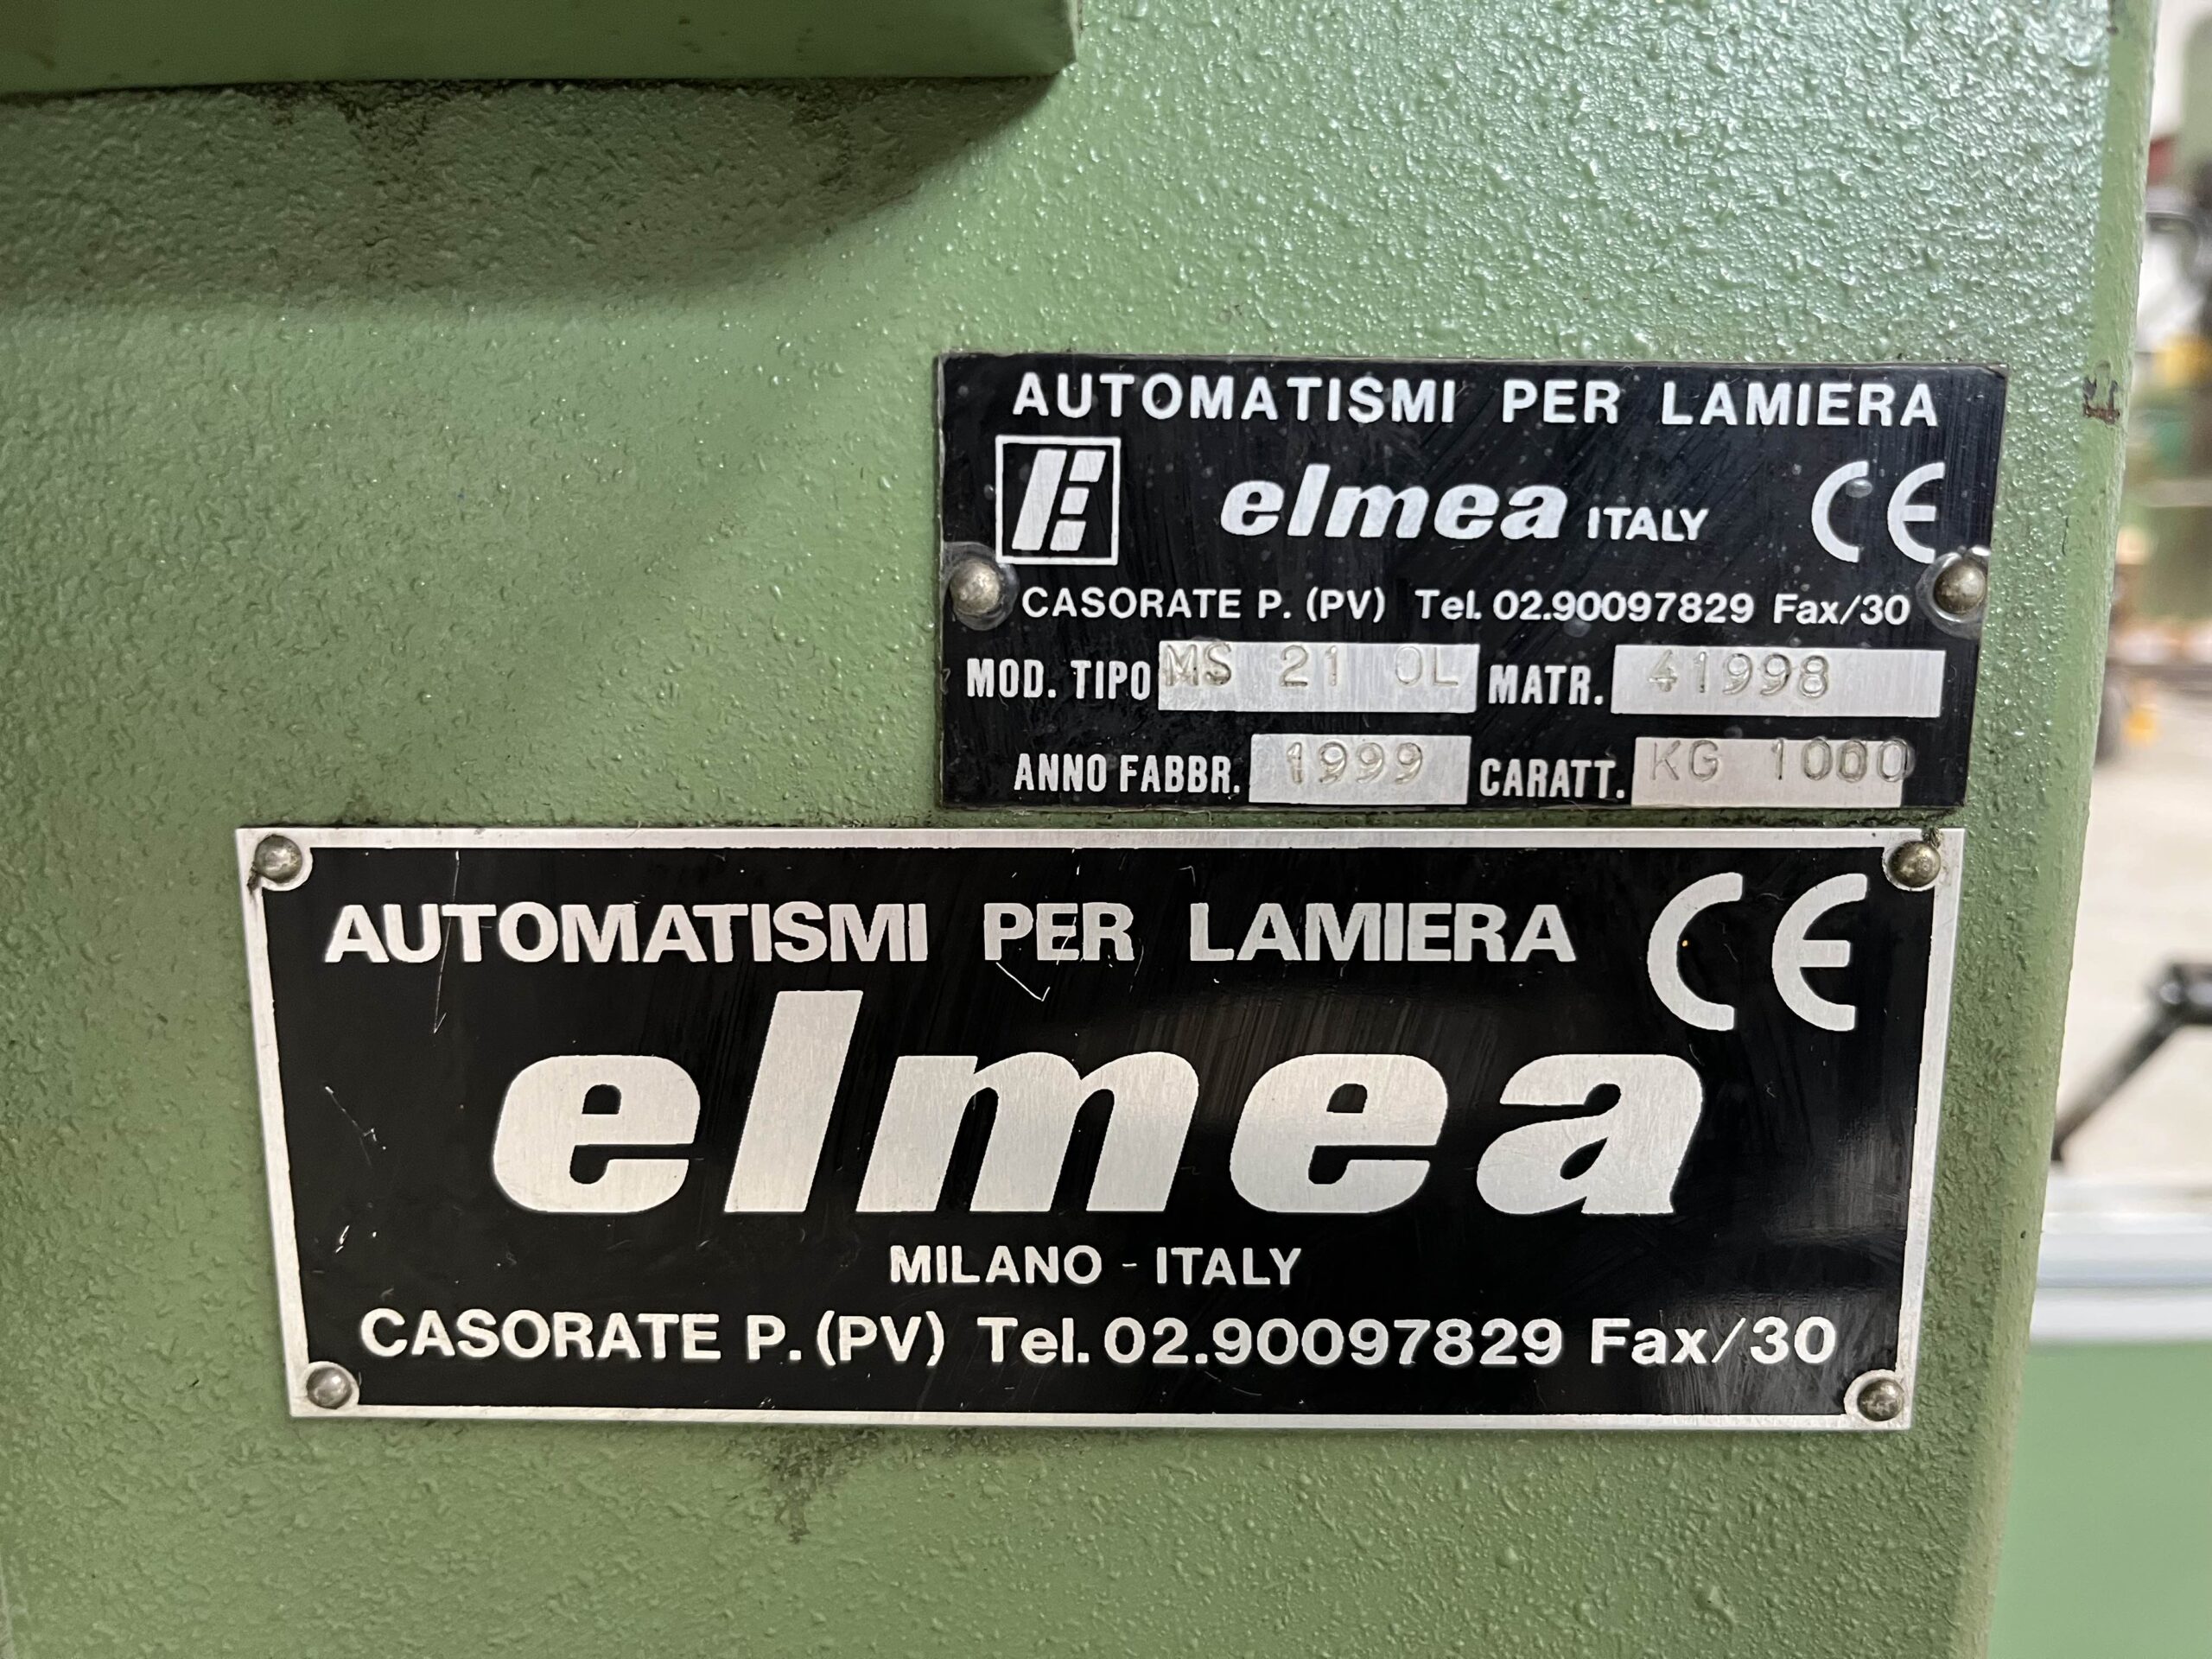 AUTOMATISMI PER LAMIERA
E elmea ITALY CE
CASORATE P. (PV) Tel. 02.90097829 Fax/30
MOD. TIPO MS 21 OL MATR. 41998
ANNO FABBR. 1999 CARATT. KG 1000
AUTOMATISMI PER LAMIERA CE
elmea
MILANO - ITALY
CASORATE P. (PV) Tel. 02.90097829 Fax/30